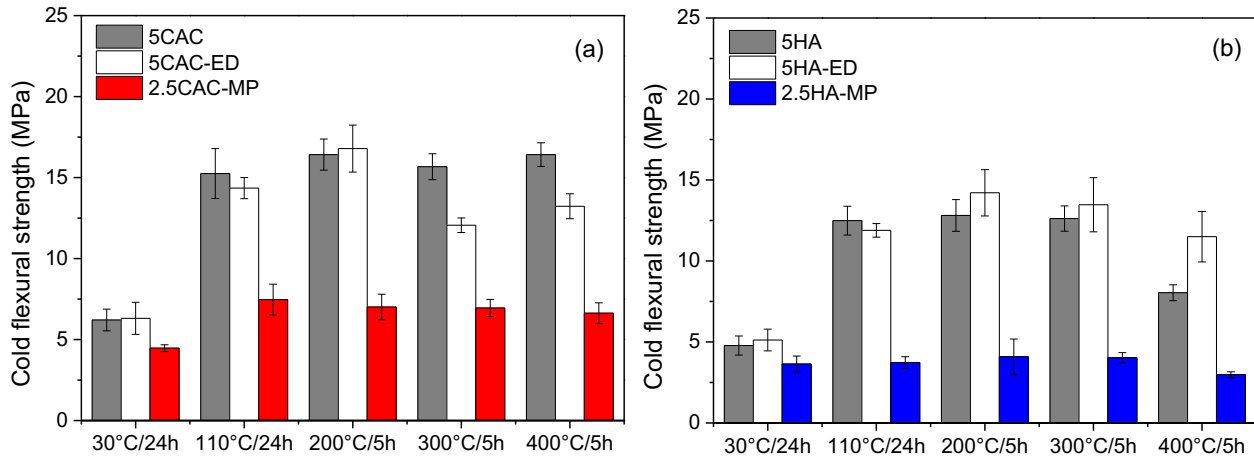 Cold flexural strength (MPa)
25
20
15
10
5
0
5CAC
5CAC-ED
2.5CAC-MP
(a)
30°C/24h 110°C/24h 200°C/5h 300°C/5h 400°C/5h
Cold flexural strength (MPa)
25
20
15
10
5
0
5HA
5HA-ED
2.5HA-MP
(b)
30°C/24h 110°C/24h 200°C/5h 300°C/5h 400°C/5h